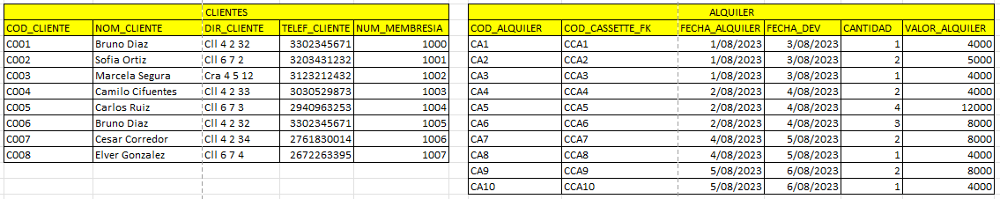 CLIENTES
COD_CLIENTE NOM_CLIENTE DIR_CLIENTE TELEF_CLIENTE NUM_MEMBRESIA
C001 Bruno Diaz Cll 4 2 32 3302345671 1000
C002 Sofia Ortiz Cll 6 7 2 3203431232 1001
C003 Marcela Segura Cra 4 5 12 3123212432 1002
C004 Camilo Cifuentes Cll 4 2 33 3030529873 1003
C005 Carlos Ruiz Cll 6 7 3 2940963253 1004
C006 Bruno Diaz Cll 4 2 32 3302345671 1005
C007 Cesar Corredor Cll 4 2 34 2761830014 1006
C008 Elver Gonzalez Cll 6 7 4 2672263395 1007
ALQUILER
COD_ALQUILER COD_CASSETTE_FK FECHA_ALQUILER FECHA_DEV CANTIDAD VALOR_ALQUILER
CA1 CCA1 1/08/2023 3/08/2023 1 4000
CA2 CCA2 1/08/2023 3/08/2023 2 5000
CA3 CCA3 1/08/2023 3/08/2023 1 4000
CA4 CCA4 2/08/2023 4/08/2023 2 4000
CA5 CCA5 2/08/2023 4/08/2023 4 12000
CA6 CCA6 2/08/2023 4/08/2023 3 8000
CA7 CCA7 4/08/2023 5/08/2023 2 8000
CA8 CCA8 4/08/2023 5/08/2023 1 4000
CA9 CCA9 5/08/2023 6/08/2023 2 8000
CA10 CCA10 5/08/2023 6/08/2023 1 4000